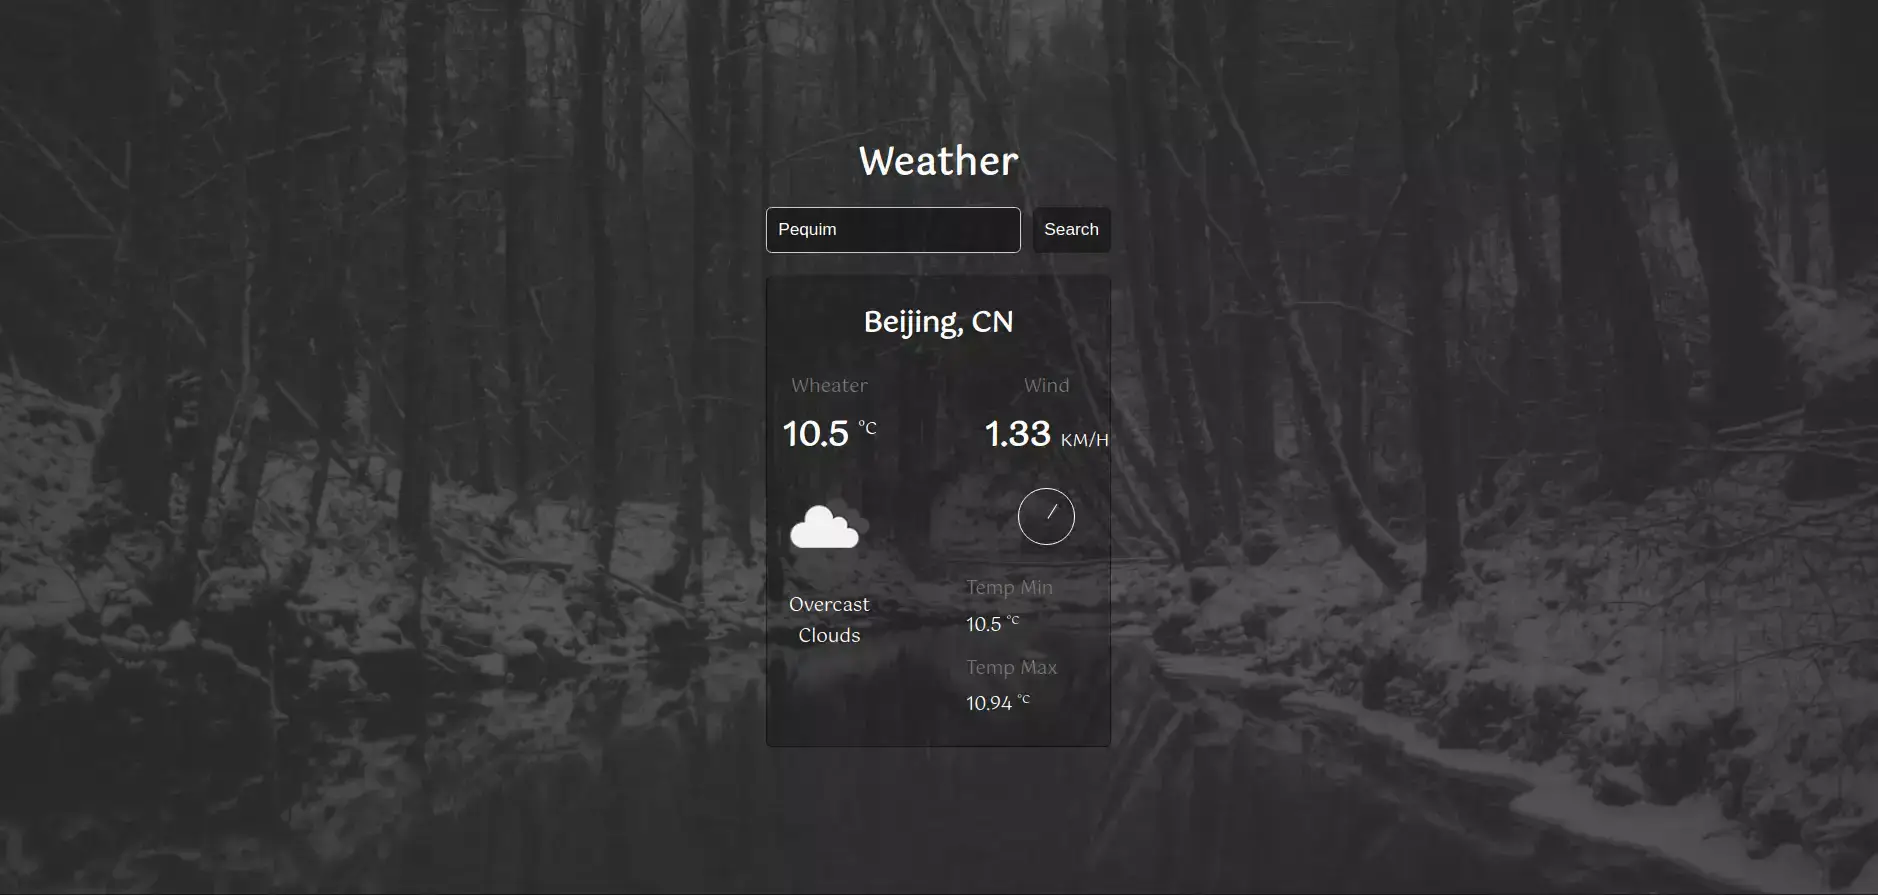 Weather
Pequim
Search
Beijing, CN
Wheater
Wind
10.5 °C
1.33 KM/H
Overcast
Clouds
Temp Min
10.5 °C
Temp Max
10.94 °C